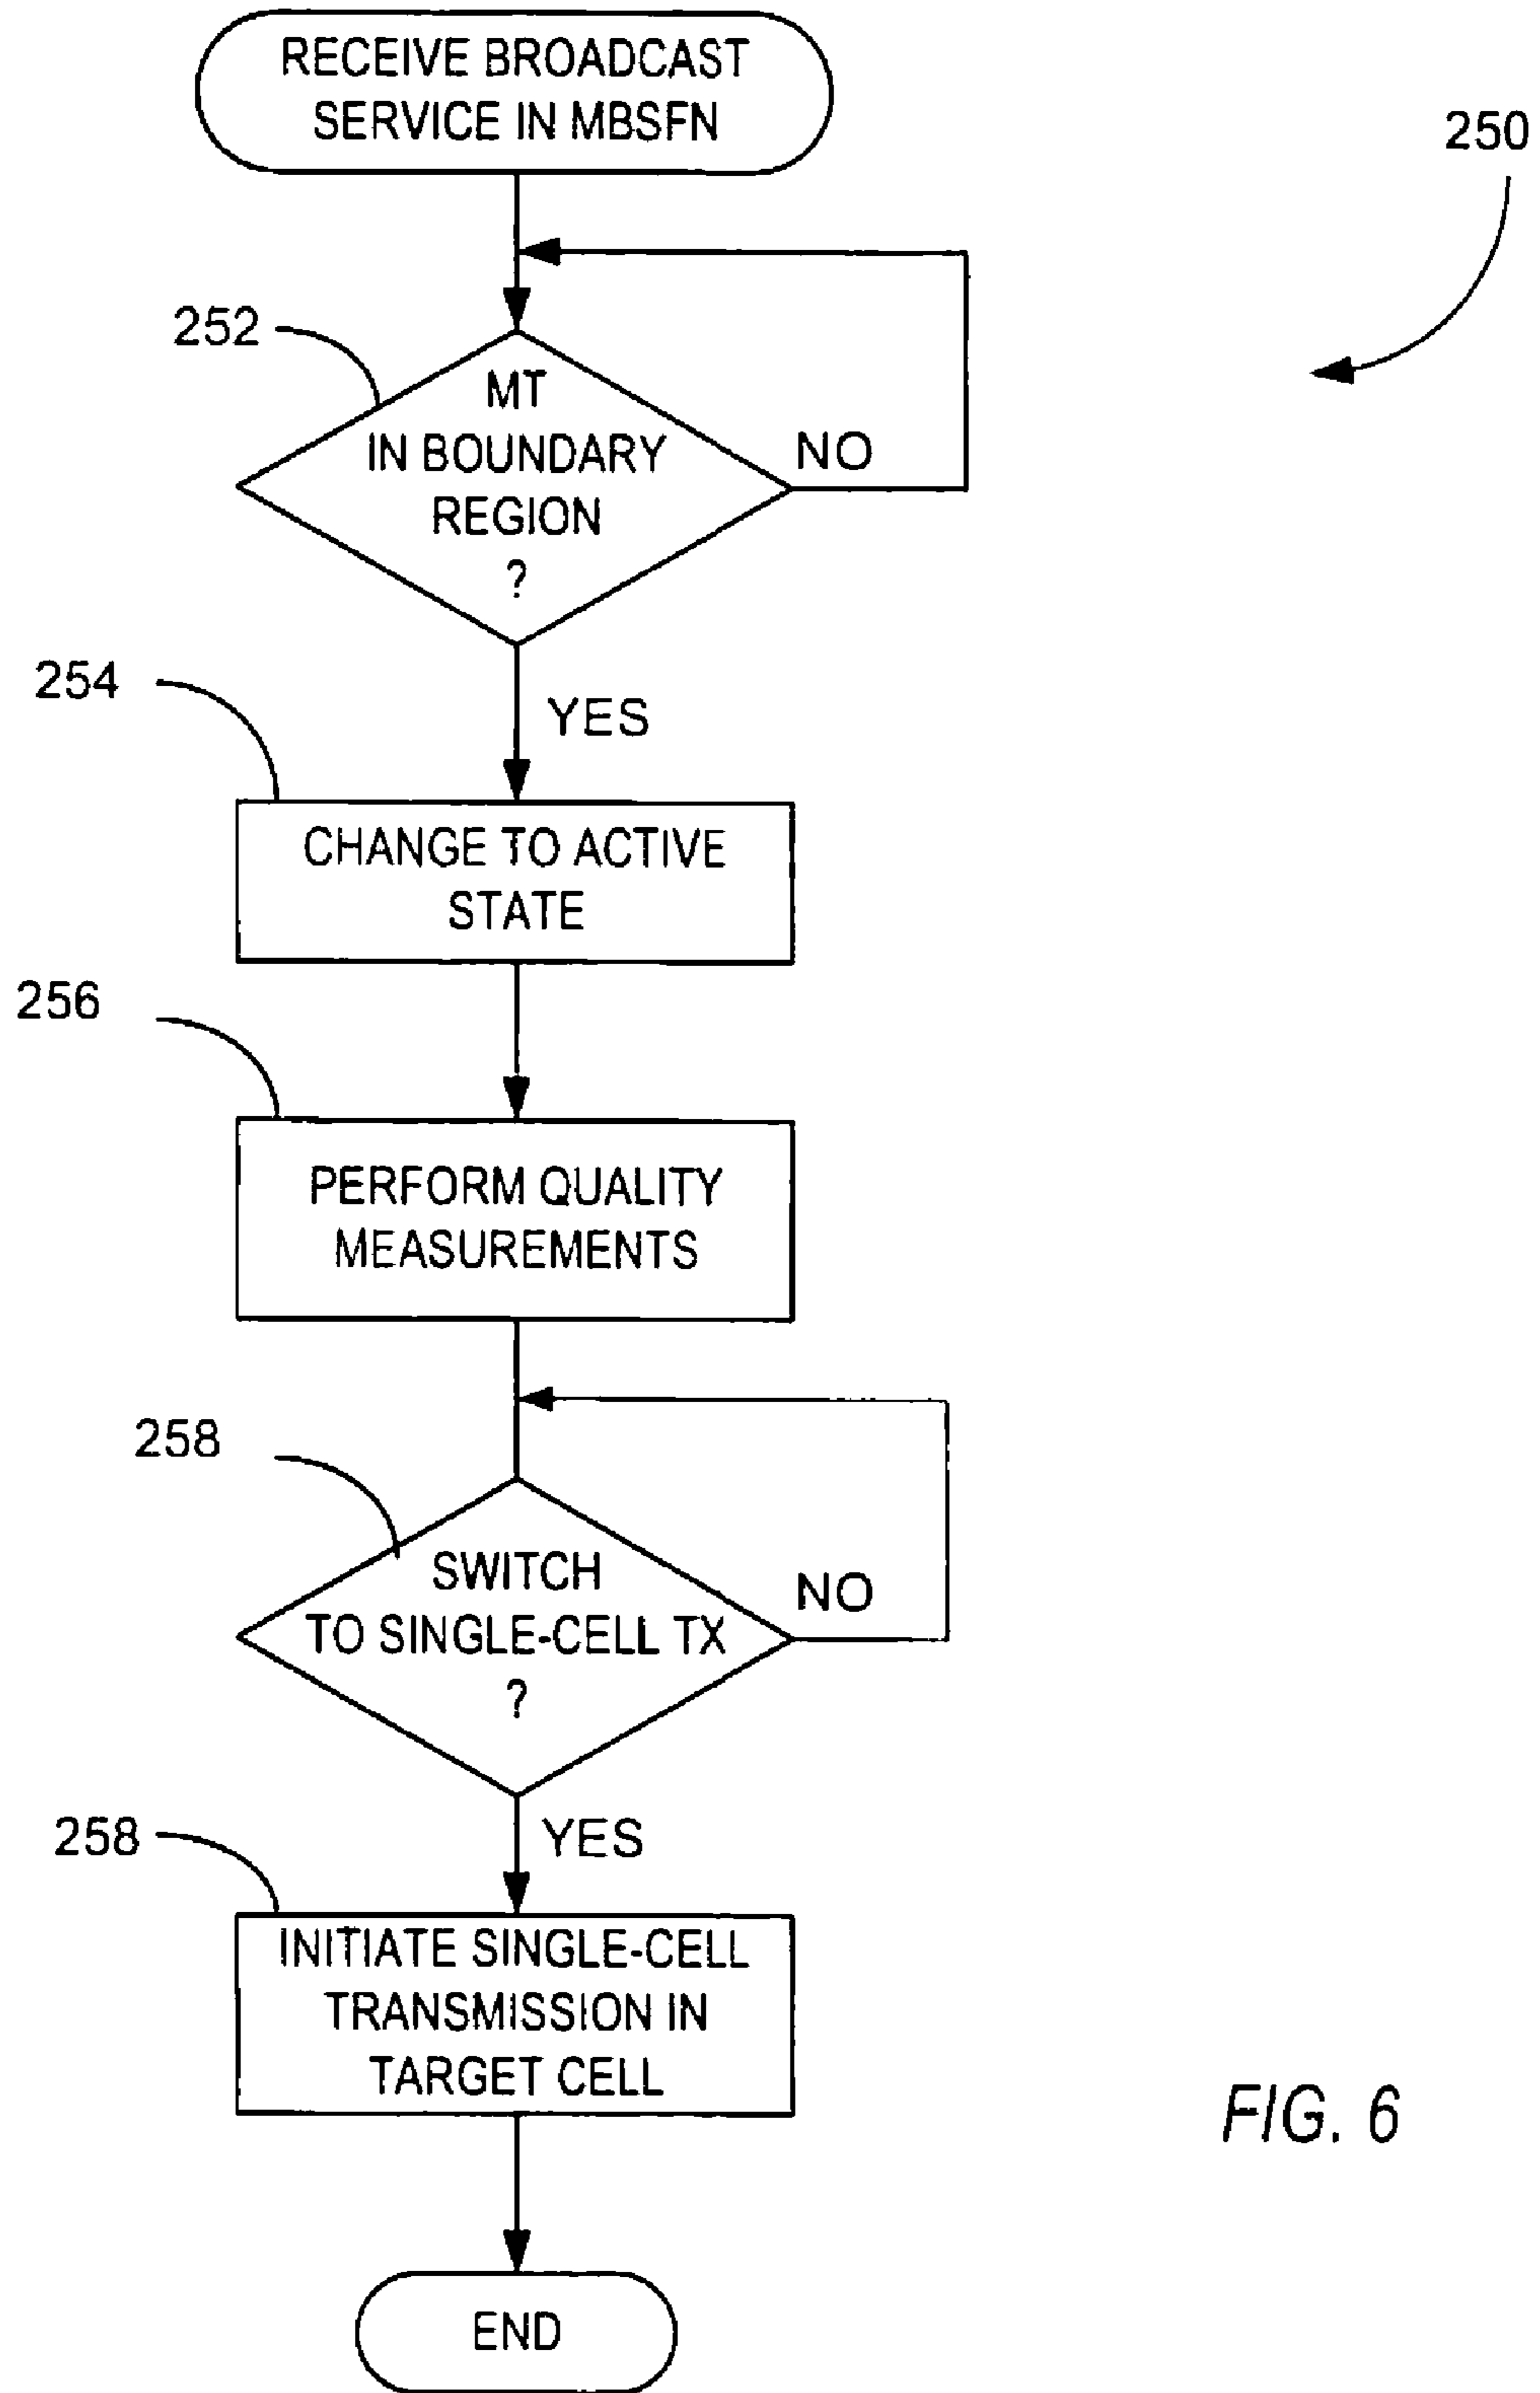 RECEIVE BROADCAST
SERVICE IN MBSFN
250
252
MT
IN BOUNDARY
REGION
?
NO
254
YES
CHANGE TO ACTIVE
STATE
256
PERFORM QUALITY
MEASUREMENTS
258
SWITCH
TO SINGLE-CELL TX
?
NO
258
YES
INITIATE SINGLE-CELL
TRANSMISSION IN
TARGET CELL
FIG. 6
END